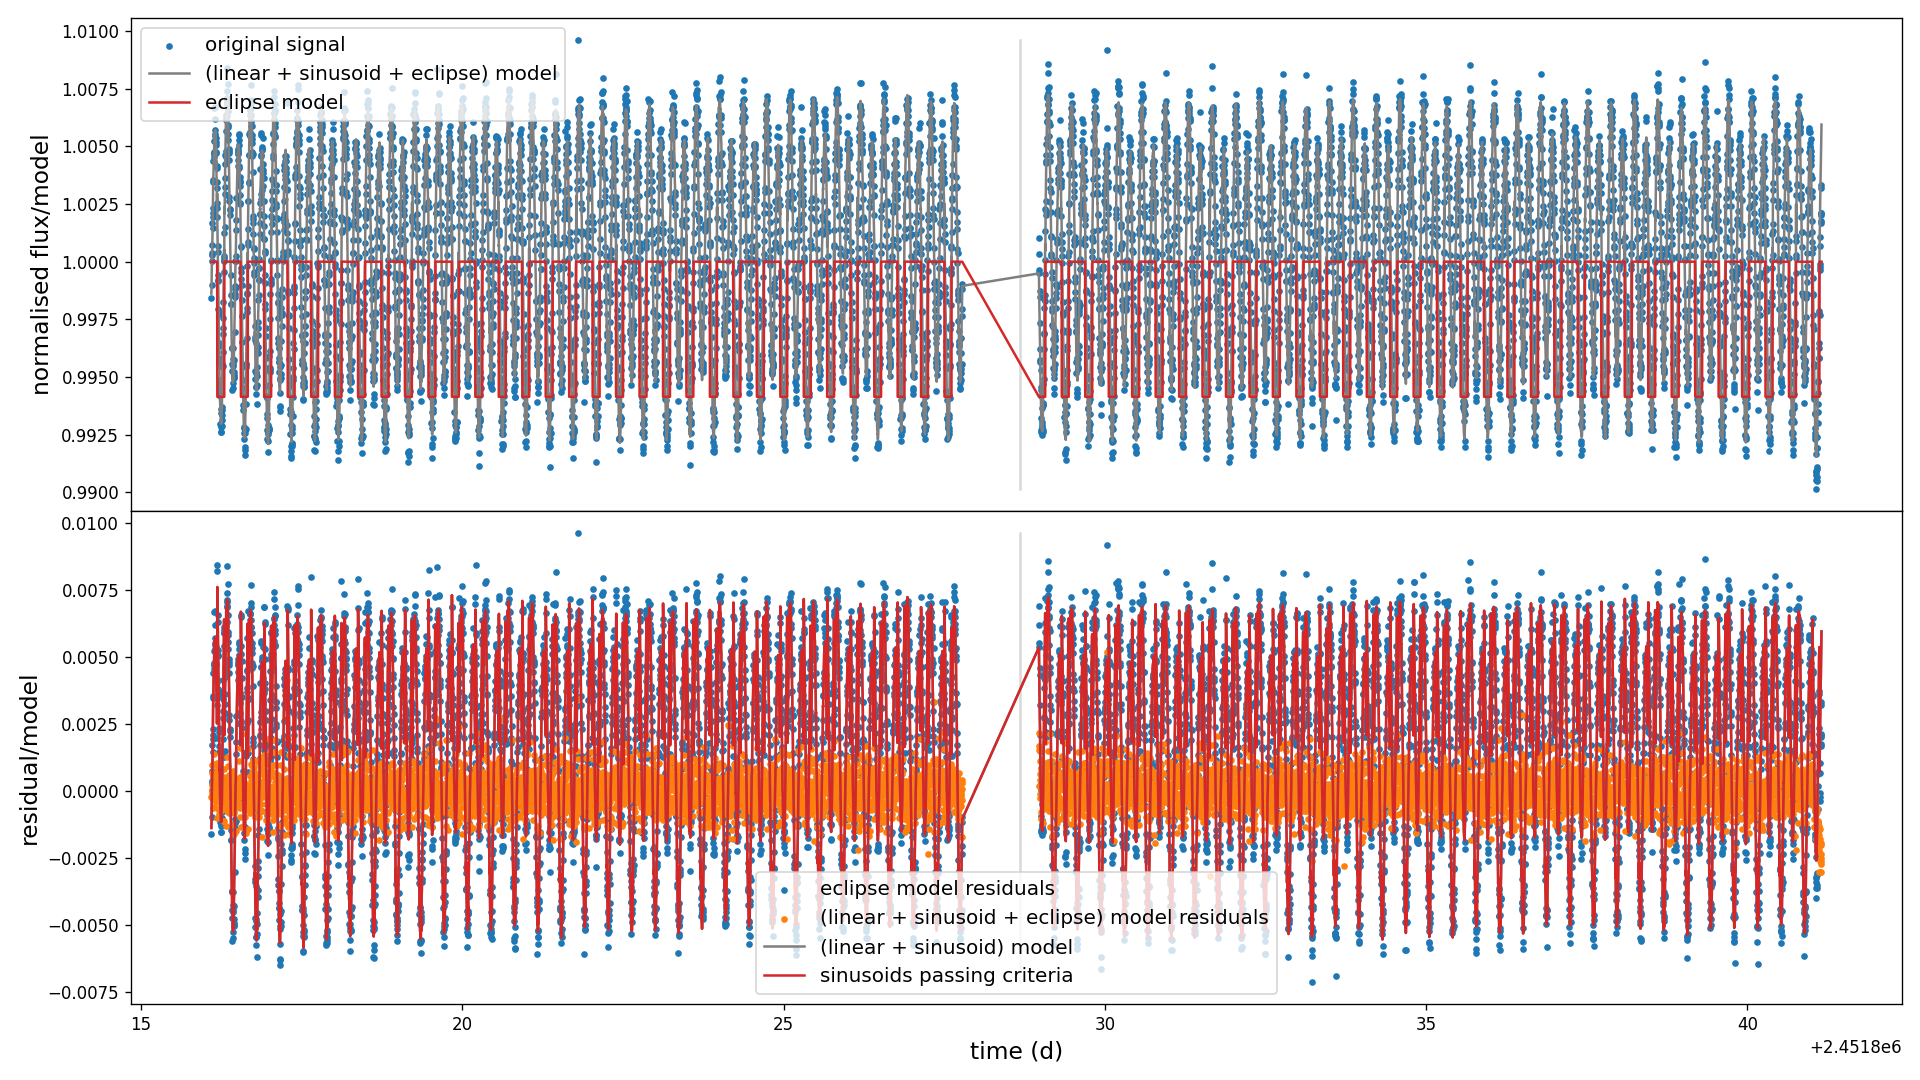 original signal
(linear + sinusoid + eclipse) model
eclipse model
1.0100
1.0075
1.0050
1.0025
1.0000
0.9975
0.9950
0.9925
0.9900
normalised flux/model
0.0100
0.0075
0.0050
0.0025
0.0000
−0.0025
−0.0050
−0.0075
residual/model
eclipse model residuals
(linear + sinusoid + eclipse) model residuals
(linear + sinusoid) model
sinusoids passing criteria
15 20 25 30 35 40
time (d)
+2.4518e6